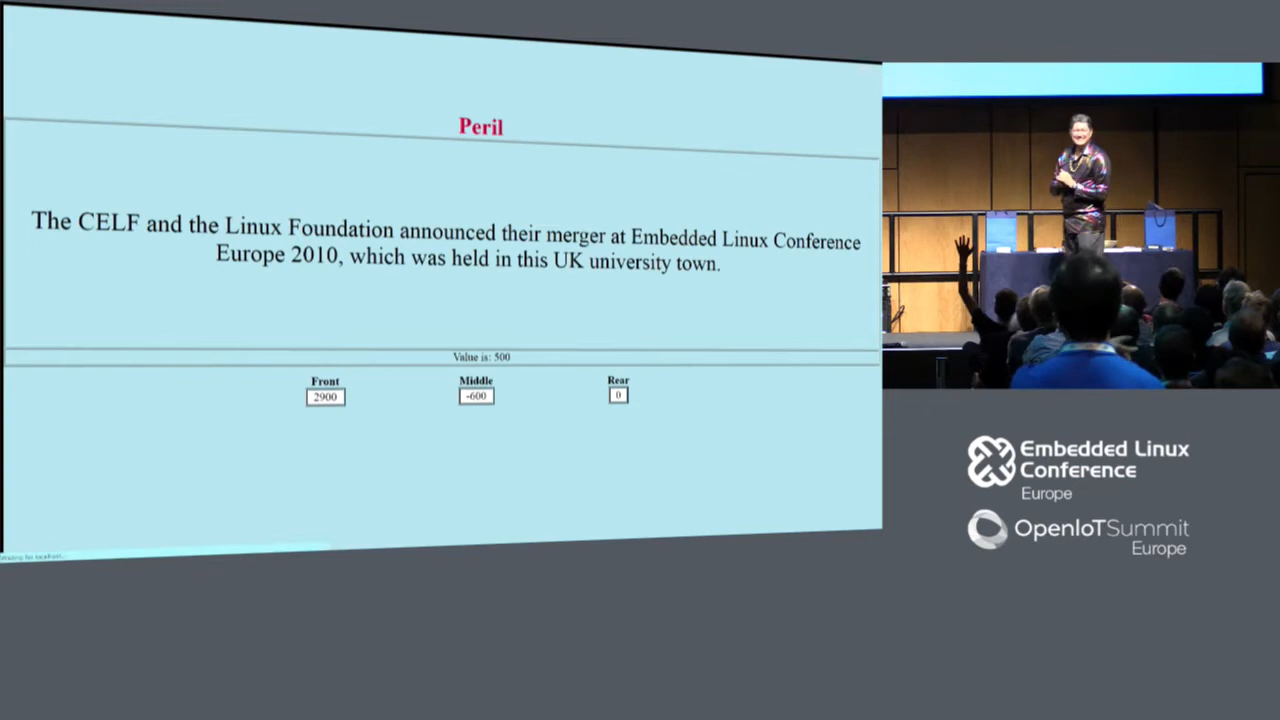 Peril
The CELF and the Linux Foundation announced their merger at Embedded Linux Conference
Europe 2010, which was held in this UK university town.
Value is: 500
Front
Middle
Rear
2900
-600
0
Embedded Linux
Conference
Europe
OpenIoTSummit
Europe